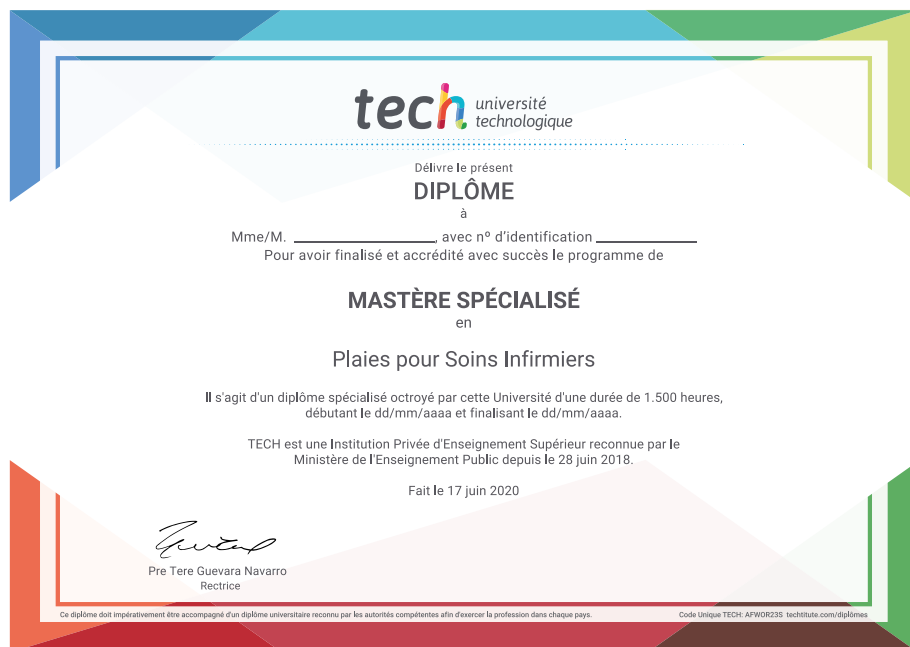 tech université
technologique
Délivre le présent
DIPLÔME
à
Mme/M. ____________________, avec nº d'identification ______________
Pour avoir finalisé et accrédité avec succès le programme de
MASTÈRE SPÉCIALISÉ
en
Plaies pour Soins Infirmiers
Il s'agit d'un diplôme spécialisé octroyé par cette Université d'une durée de 1.500 heures,
débutant le dd/mm/aaaa et finalisant le dd/mm/aaaa.
TECH est une Institution Privée d'Enseignement Supérieur reconnue par le
Ministère de l'Enseignement Public depuis le 28 juin 2018.
Fait le 17 juin 2020
Pre Tere Guevara Navarro
Rectrice
Ce diplôme doit impérativement être accompagné d'un diplôme universitaire reconnu par les autorités compétentes afin d'exercer la profession dans chaque pays.
Code Unique TECH: AFWOR23S techtitute.com/diplômes